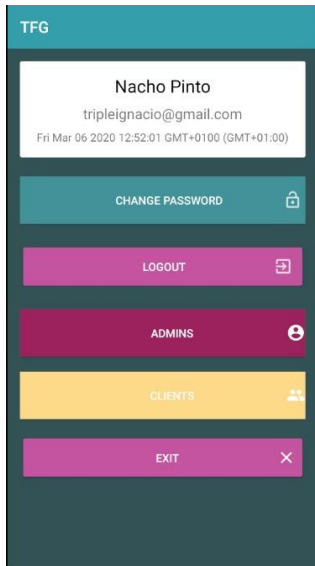 TFG
Nacho Pinto
tripleignacio@gmail.com
Fri Mar 06 2020 12:52:01 GMT+0100 (GMT+01:00)
CHANGE PASSWORD
LOGOUT
ADMINS
CLIENTS
EXIT